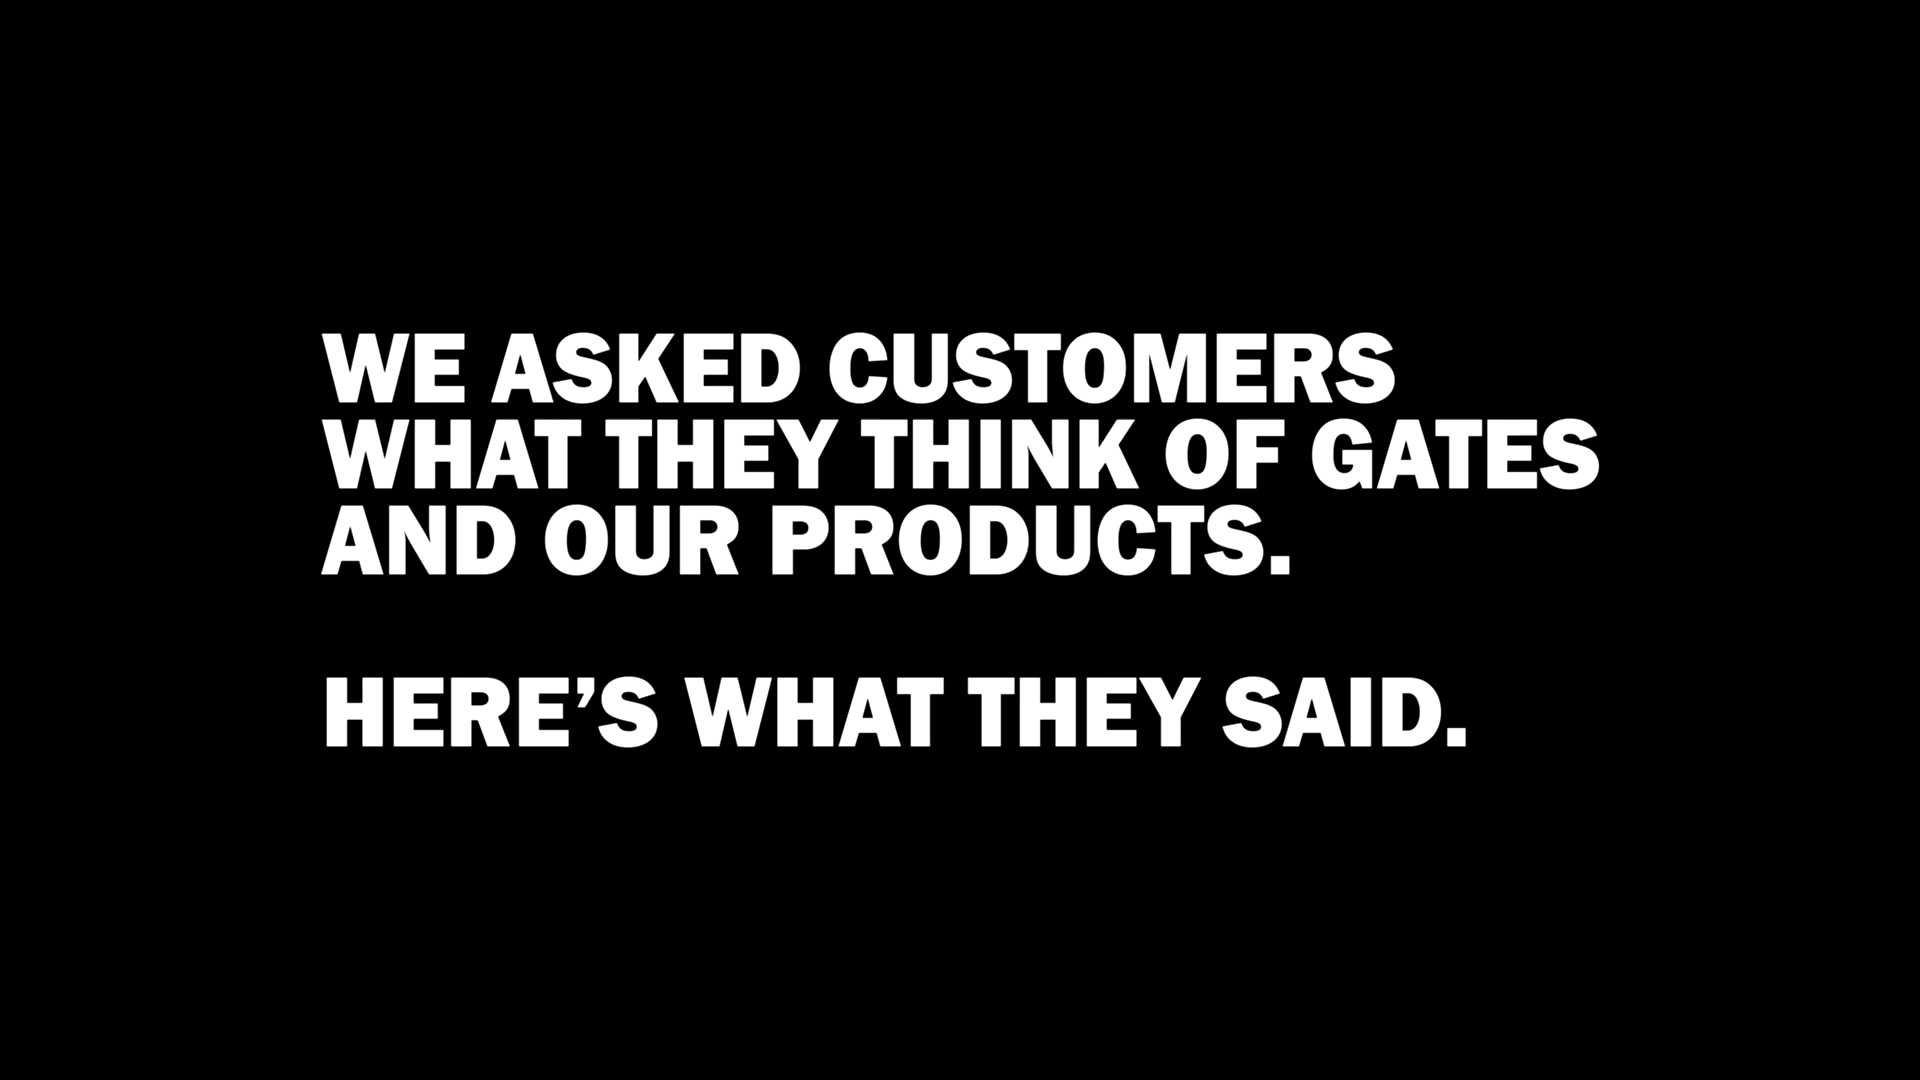 WE ASKED CUSTOMERS
WHAT THEY THINK OF GATES
AND OUR PRODUCTS.
HERE’S WHAT THEY SAID.